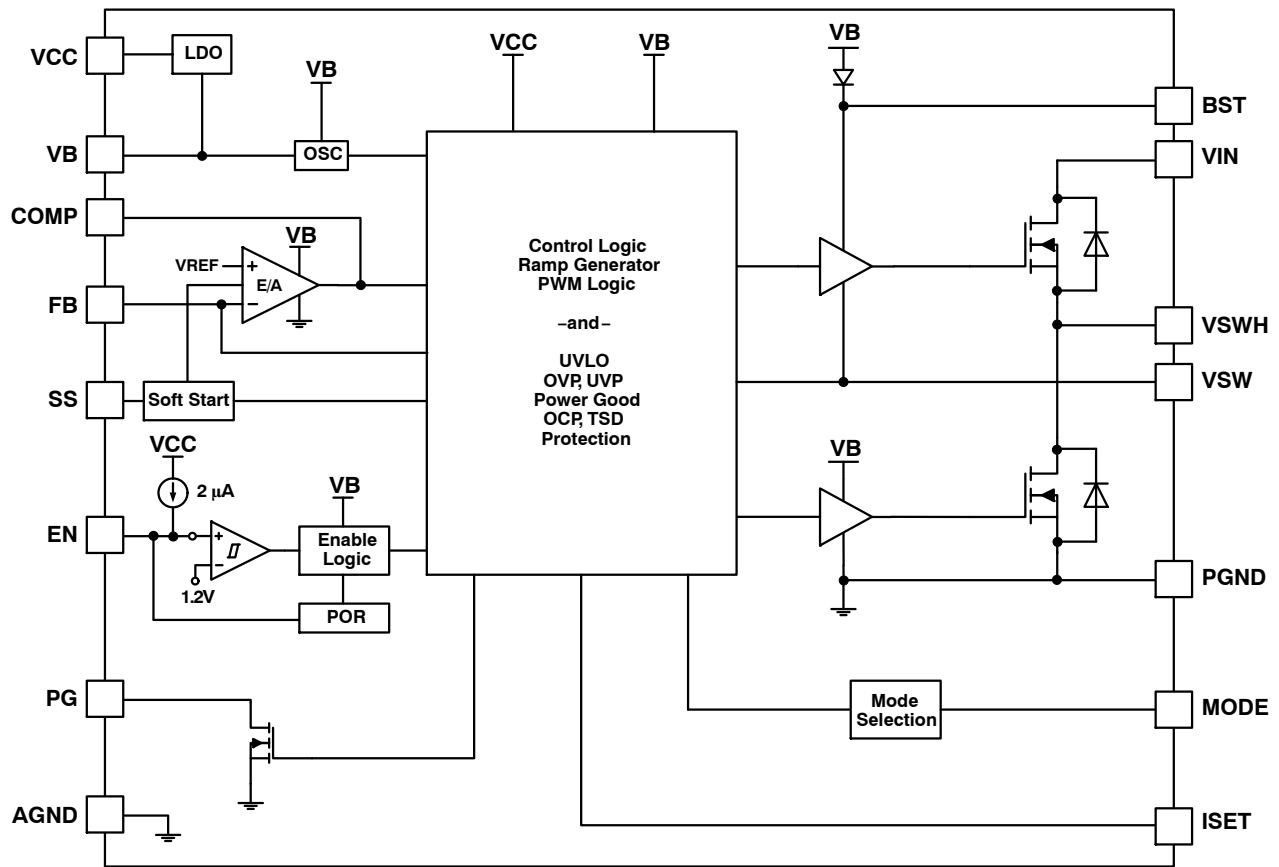 VCC
LDO
VB
OSC
VB
COMP
VREF
+
E/A
−
VB
FB
SS
Soft Start
VCC
2 μA
EN
+
−
1.2V
VB
Enable
Logic
POR
PG
AGND
VCC
VB
Control Logic
Ramp Generator
PWM Logic
–and–
UVLO
OVP, UVP
Power Good
OCP, TSD
Protection
VB
VB
Mode
Selection
BST
VIN
VSWH
VSW
PGND
MODE
ISET